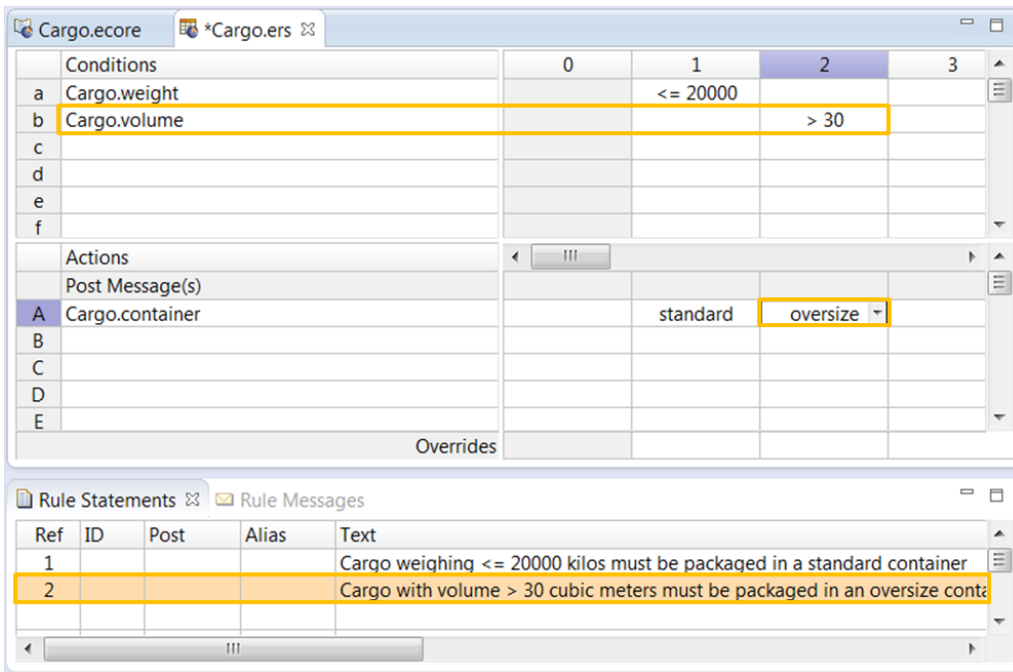 Cargo.ecore *Cargo.ers
Conditions 0 1 2 3
a Cargo.weight <= 20000
b Cargo.volume > 30
c
d
e
f
Actions
Post Message(s)
A Cargo.container standard oversize
B
C
D
E
Overrides
Rule Statements Rule Messages
Ref ID Post Alias Text
1 Cargo weighing <= 20000 kilos must be packaged in a standard container
2 Cargo with volume > 30 cubic meters must be packaged in an oversize conta